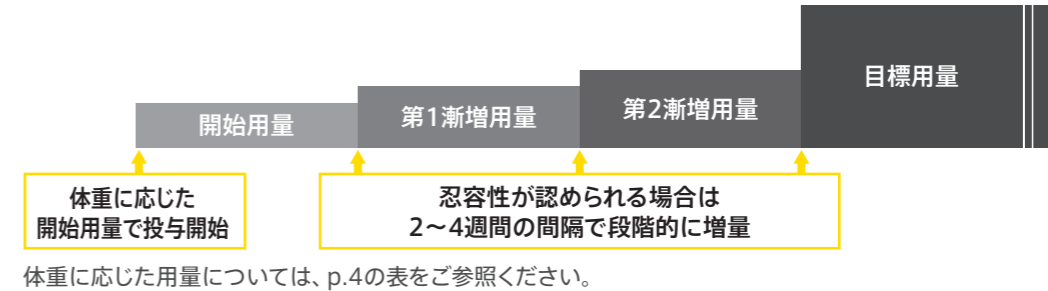 開始用量
第1漸増用量
第2漸増用量
目標用量
体重に応じた
開始用量で投与開始
忍容性が認められる場合は
2〜4週間の間隔で段階的に増量
体重に応じた用量については、p.4の表をご参照ください。